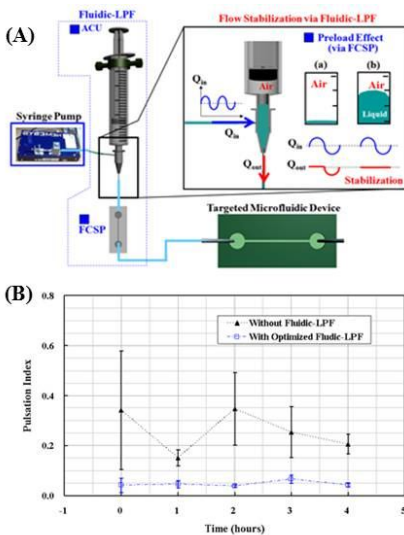 (A)
Fluidic-LPF
ACU
Syringe Pump
FCSP
Flow Stabilization via Fluidic-LPF
Air
Qin
Qin
Qout
Preload Effect
(via FCSP)
(a) (b)
Air Air
Liquid
Qin
Qout
Stabilization
Targeted Microfluidic Device
(B)
Without Fluidic-LPF
With Optimized Fludic-LPF
Pulsation Index
0.8
0.6
0.4
0.2
0.0
-1 0 1 2 3 4 5
Time (hours)